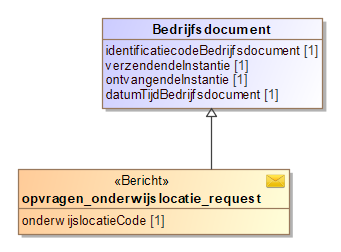 Bedrijfsdocument
identificatiecodeBedrijfsdocument [1]
verzendendeInstantie [1]
ontvangendeInstantie [1]
datumTijdBedrijfsdocument [1]
«Bericht»
opvragen_onderwijslocatie_request
onderwijslocatieCode [1]